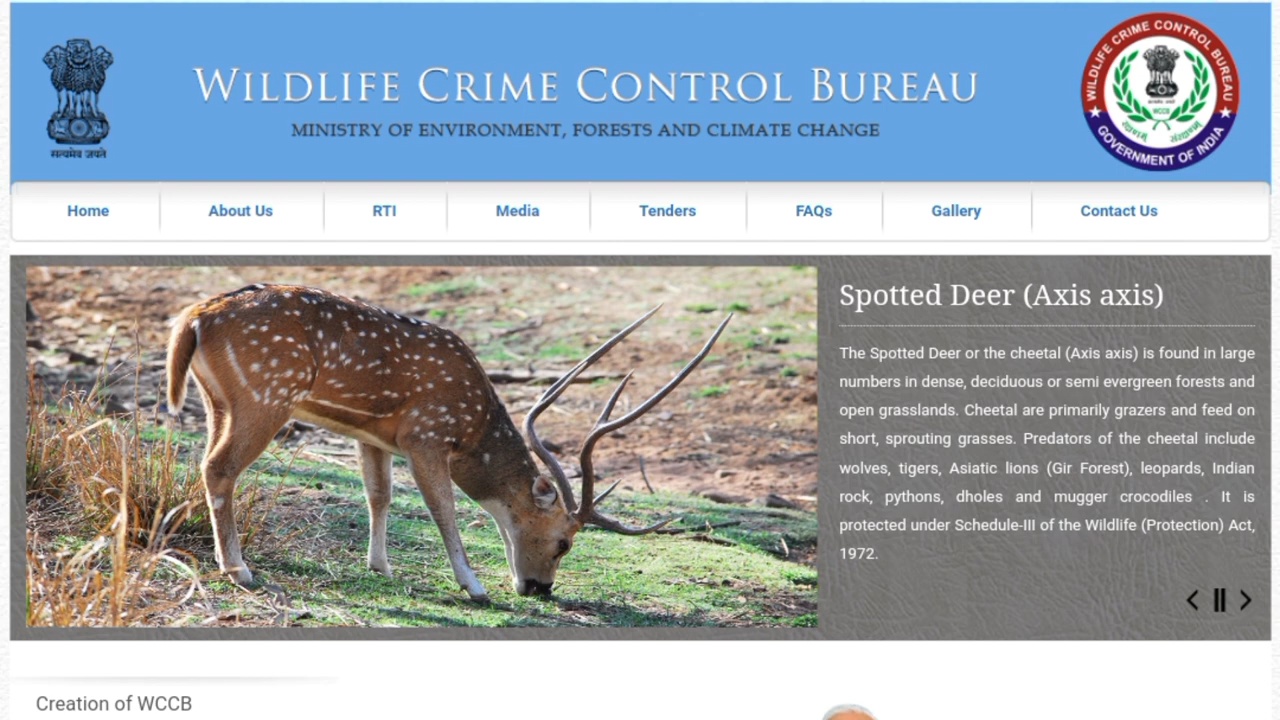 WILDLIFE CRIME CONTROL BUREAU
MINISTRY OF ENVIRONMENT, FORESTS AND CLIMATE CHANGE
सत्यमेव जयते
WILDLIFE CRIME CONTROL BUREAU
WCCB
GOVERNMENT OF INDIA
Home
About Us
RTI
Media
Tenders
FAQs
Gallery
Contact Us
Spotted Deer (Axis axis)
The Spotted Deer or the cheetal (Axis axis) is found in large
numbers in dense, deciduous or semi evergreen forests and
open grasslands. Cheetal are primarily grazers and feed on
short, sprouting grasses. Predators of the cheetal include
wolves, tigers, Asiatic lions (Gir Forest), leopards, Indian
rock, pythons, dholes and mugger crocodiles . It is
protected under Schedule-III of the Wildlife (Protection) Act,
1972.
Creation of WCCB